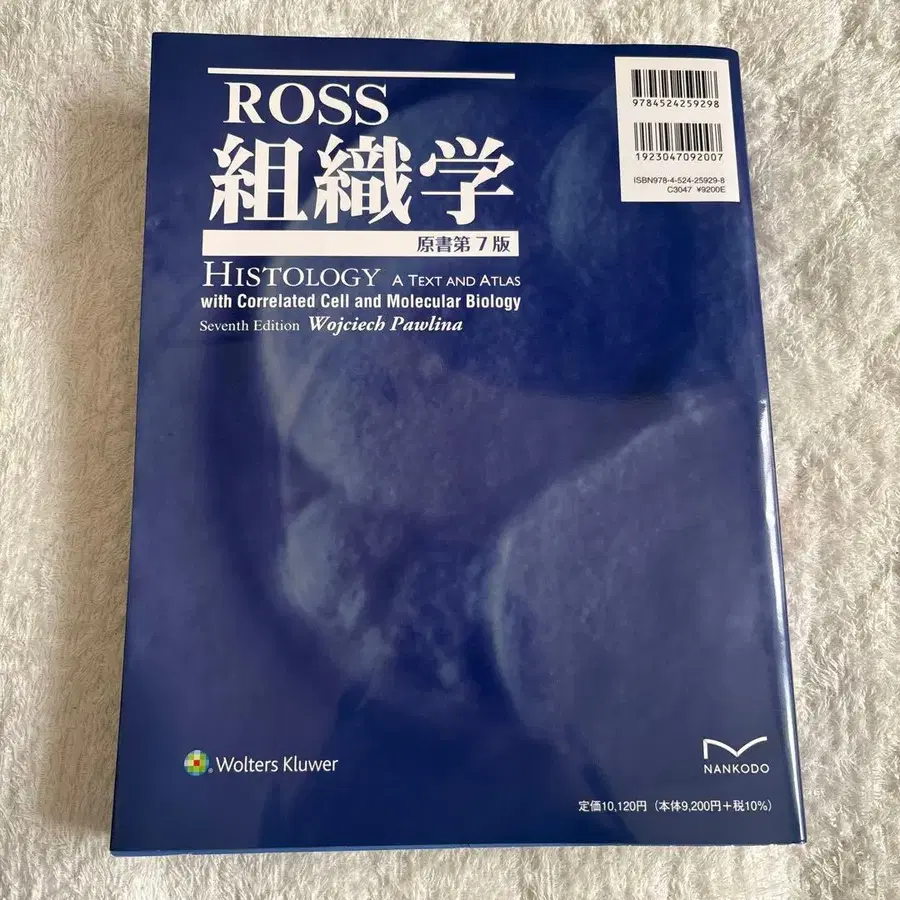 ROSS
組織学
原書第7版
HISTOLOGY A TEXT AND ATLAS
with Correlated Cell and Molecular Biology
Seventh Edition Wojciech Pawlina
9784524259298
1923047092007
ISBN978-4-524-25929-8
C3047 ¥9200E
Wolters Kluwer
NANKODO
定価10,120円(本体9,200円+税10%)